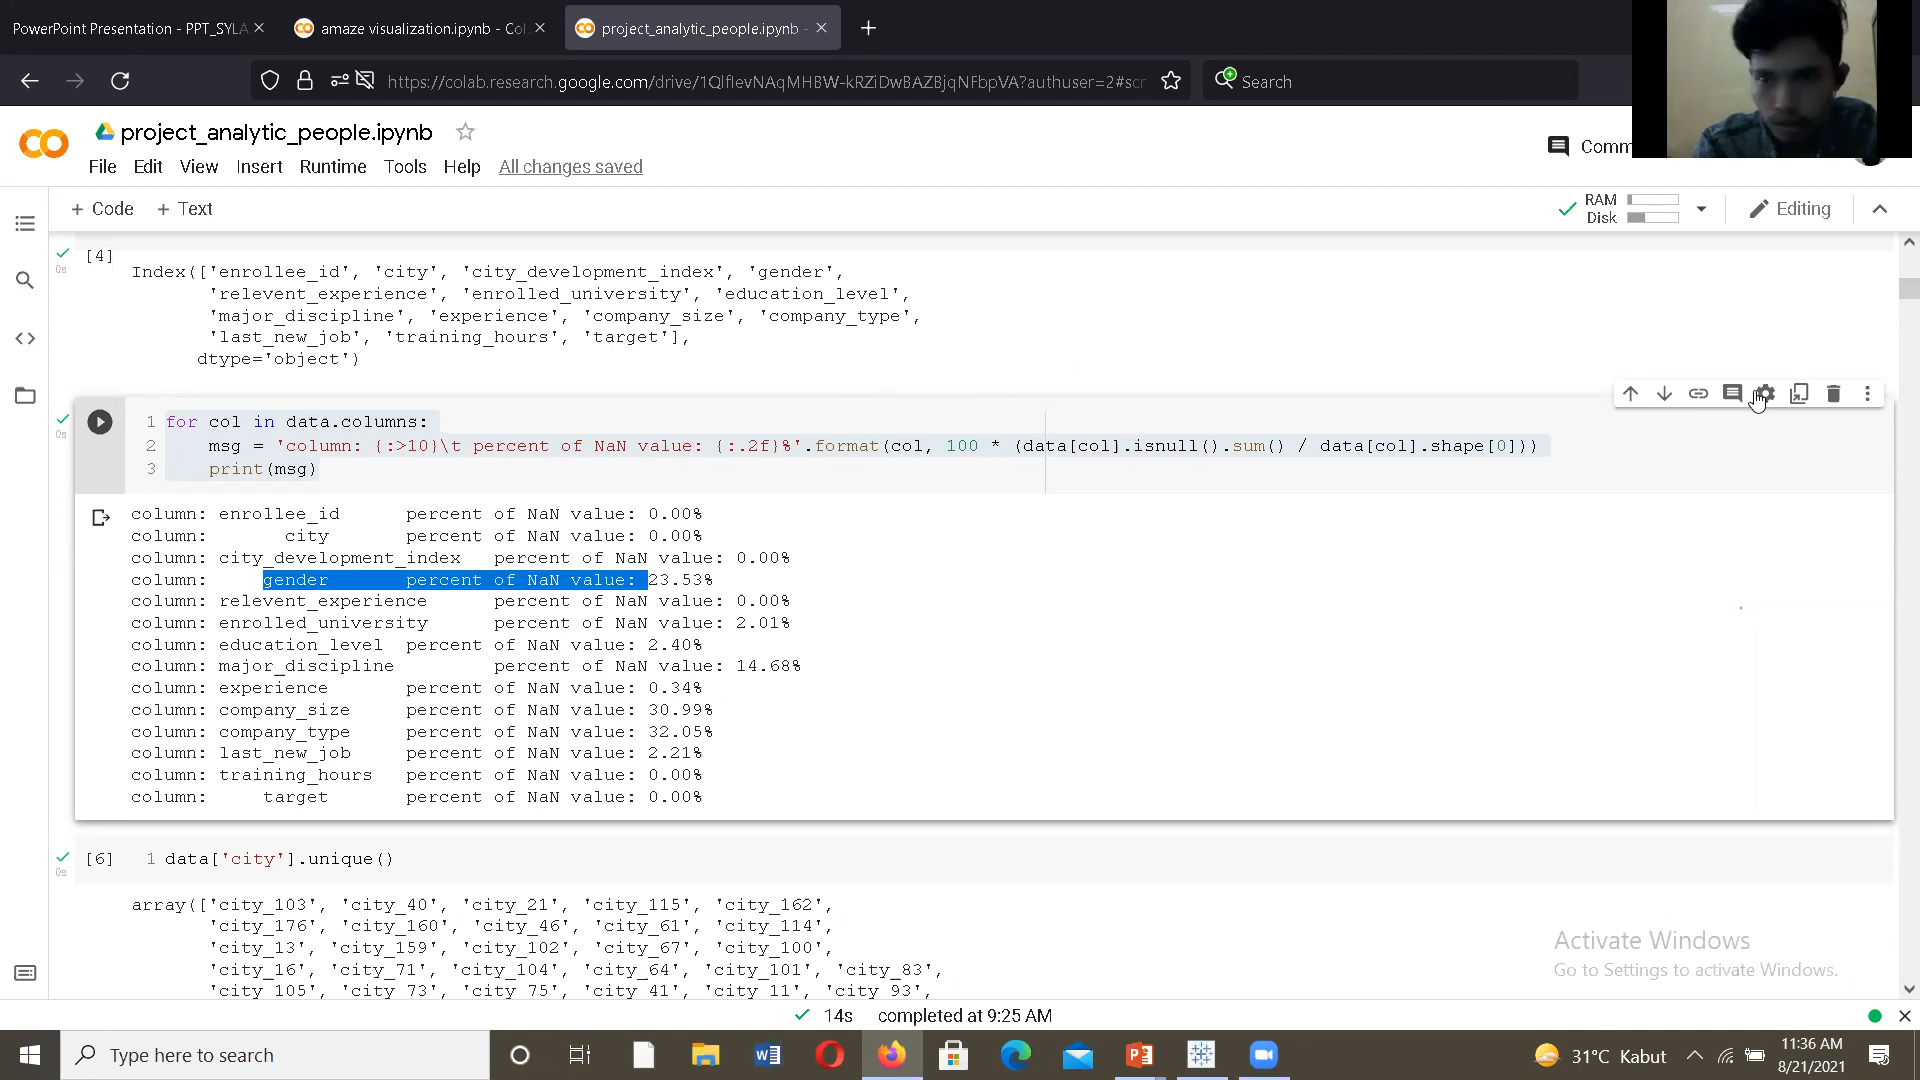 PowerPoint Presentation - PPT_SYLA
amaze visualization.ipynb - Col
project_analytic_people.ipynb -
https://colab.research.google.com/drive/1QlfIevNAqMHBW-kRZiDwBAZBjqNFbpVA?authuser=2#scr
Search
project_analytic_people.ipynb
Comm
File Edit View Insert Runtime Tools Help All changes saved
+ Code + Text
RAM
Disk
Editing
[4]
0s
Index(['enrollee_id', 'city', 'city_development_index', 'gender',
'relevent_experience', 'enrolled_university', 'education_level',
'major_discipline', 'experience', 'company_size', 'company_type',
'last_new_job', 'training_hours', 'target'],
dtype='object')
0s
1 for col in data.columns:
2 msg = 'column: {:>10}\t percent of NaN value: {:.2f}%'.format(col, 100 * (data[col].isnull().sum() / data[col].shape[0]))
3 print(msg)
column: enrollee_id percent of NaN value: 0.00%
column: city percent of NaN value: 0.00%
column: city_development_index percent of NaN value: 0.00%
column: gender percent of NaN value: 23.53%
column: relevent_experience percent of NaN value: 0.00%
column: enrolled_university percent of NaN value: 2.01%
column: education_level percent of NaN value: 2.40%
column: major_discipline percent of NaN value: 14.68%
column: experience percent of NaN value: 0.34%
column: company_size percent of NaN value: 30.99%
column: company_type percent of NaN value: 32.05%
column: last_new_job percent of NaN value: 2.21%
column: training_hours percent of NaN value: 0.00%
column: target percent of NaN value: 0.00%
[6] 1 data['city'].unique()
0s
array(['city_103', 'city_40', 'city_21', 'city_115', 'city_162',
'city_176', 'city_160', 'city_46', 'city_61', 'city_114',
'city_13', 'city_159', 'city_102', 'city_67', 'city_100',
'city_16', 'city_71', 'city_104', 'city_64', 'city_101', 'city_83',
'city_105', 'city_73', 'city_75', 'city_41', 'city_11', 'city_93',
Activate Windows
Go to Settings to activate Windows.
14s completed at 9:25 AM
Type here to search
31°C Kabut
11:36 AM
8/21/2021